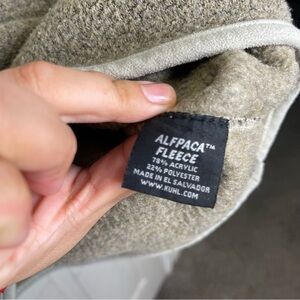 ALFPACA™
FLEECE
78% ACRYLIC
22% POLYESTER
MADE IN EL SALVADOR
WWW.KUHL.COM